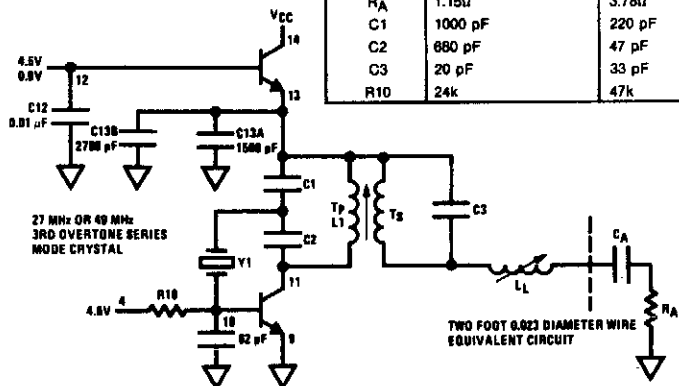 RA 1.15Ω 3.78Ω
C1 1000 pF 220 pF
C2 680 pF 47 pF
C3 20 pF 33 pF
R10 24k 47k
VCC
14
4.6V
0.9V
12
13
C12
0.01 μF
C13B
2700 pF
C13A
1500 pF
C1
TP
L1
TS
C3
27 MHz OR 49 MHz
3RD OVERTONE SERIES
MODE CRYSTAL
C2
Y1
11
LL
CA
RA
4.6V
4
R10
10
62 pF
9
TWO FOOT 0.023 DIAMETER WIRE
EQUIVALENT CIRCUIT